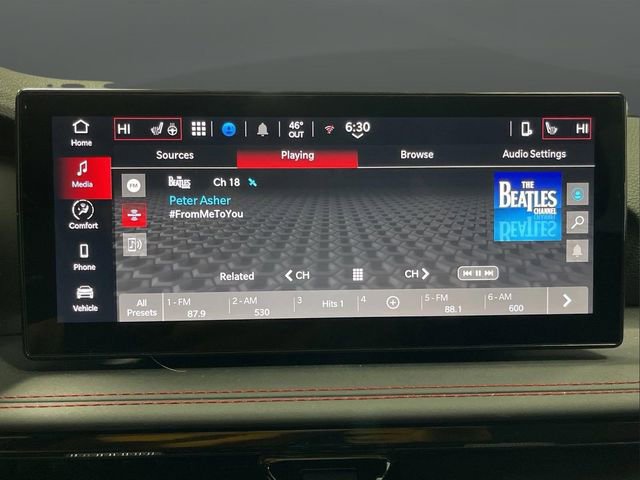 HI
46°
OUT
6:30
HI
Home
Media
Comfort
Phone
Vehicle
Sources
Playing
Browse
Audio Settings
FM
THE BEATLES
Ch 18
Peter Asher
#FromMeToYou
THE
BEATLES
CHANNEL
Related
CH
CH
All
Presets
1 - FM
87.9
2 - AM
530
3
Hits 1
4
5 - FM
88.1
6 - AM
600